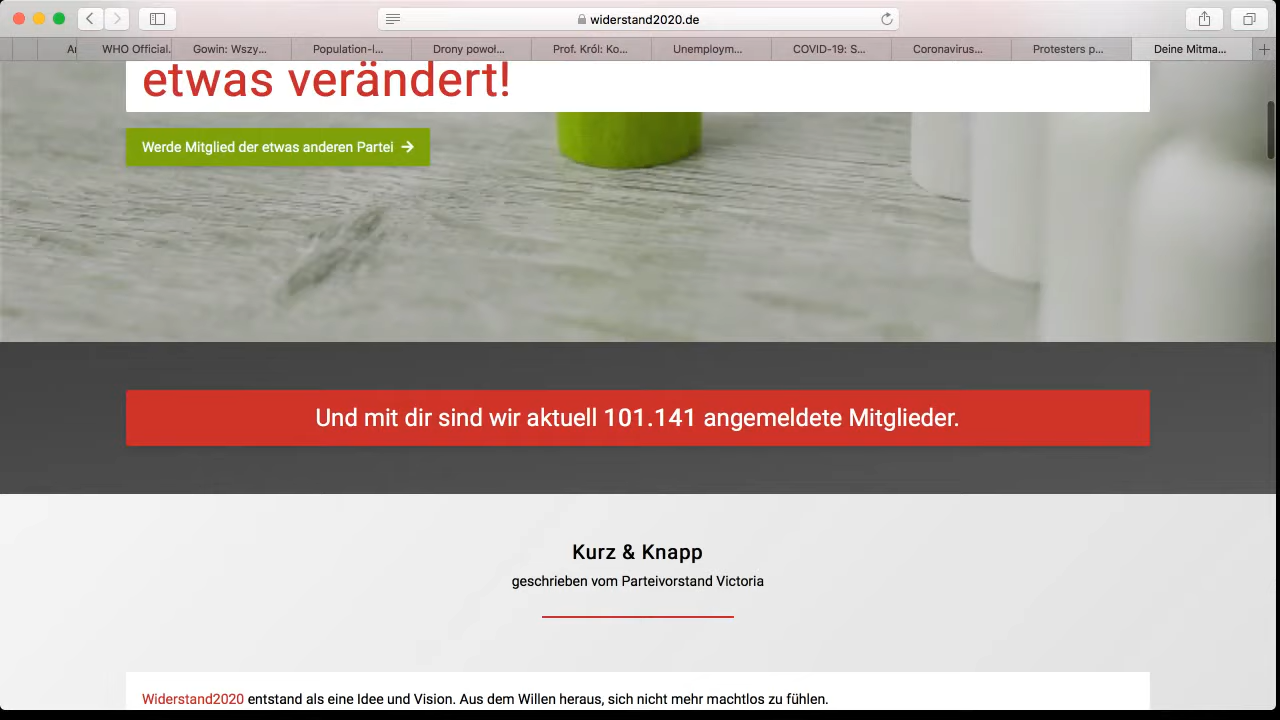 widerstand2020.de
Ar
WHO Official.
Gowin: Wszy...
Population-l...
Drony powoł...
Prof. Król: Ko...
Unemploym...
COVID-19: S...
Coronavirus...
Protesters p...
Deine Mitma...
etwas verändert!
Werde Mitglied der etwas anderen Partei →
Und mit dir sind wir aktuell 101.141 angemeldete Mitglieder.
Kurz & Knapp
geschrieben vom Parteivorstand Victoria
Widerstand2020 entstand als eine Idee und Vision. Aus dem Willen heraus, sich nicht mehr machtlos zu fühlen.